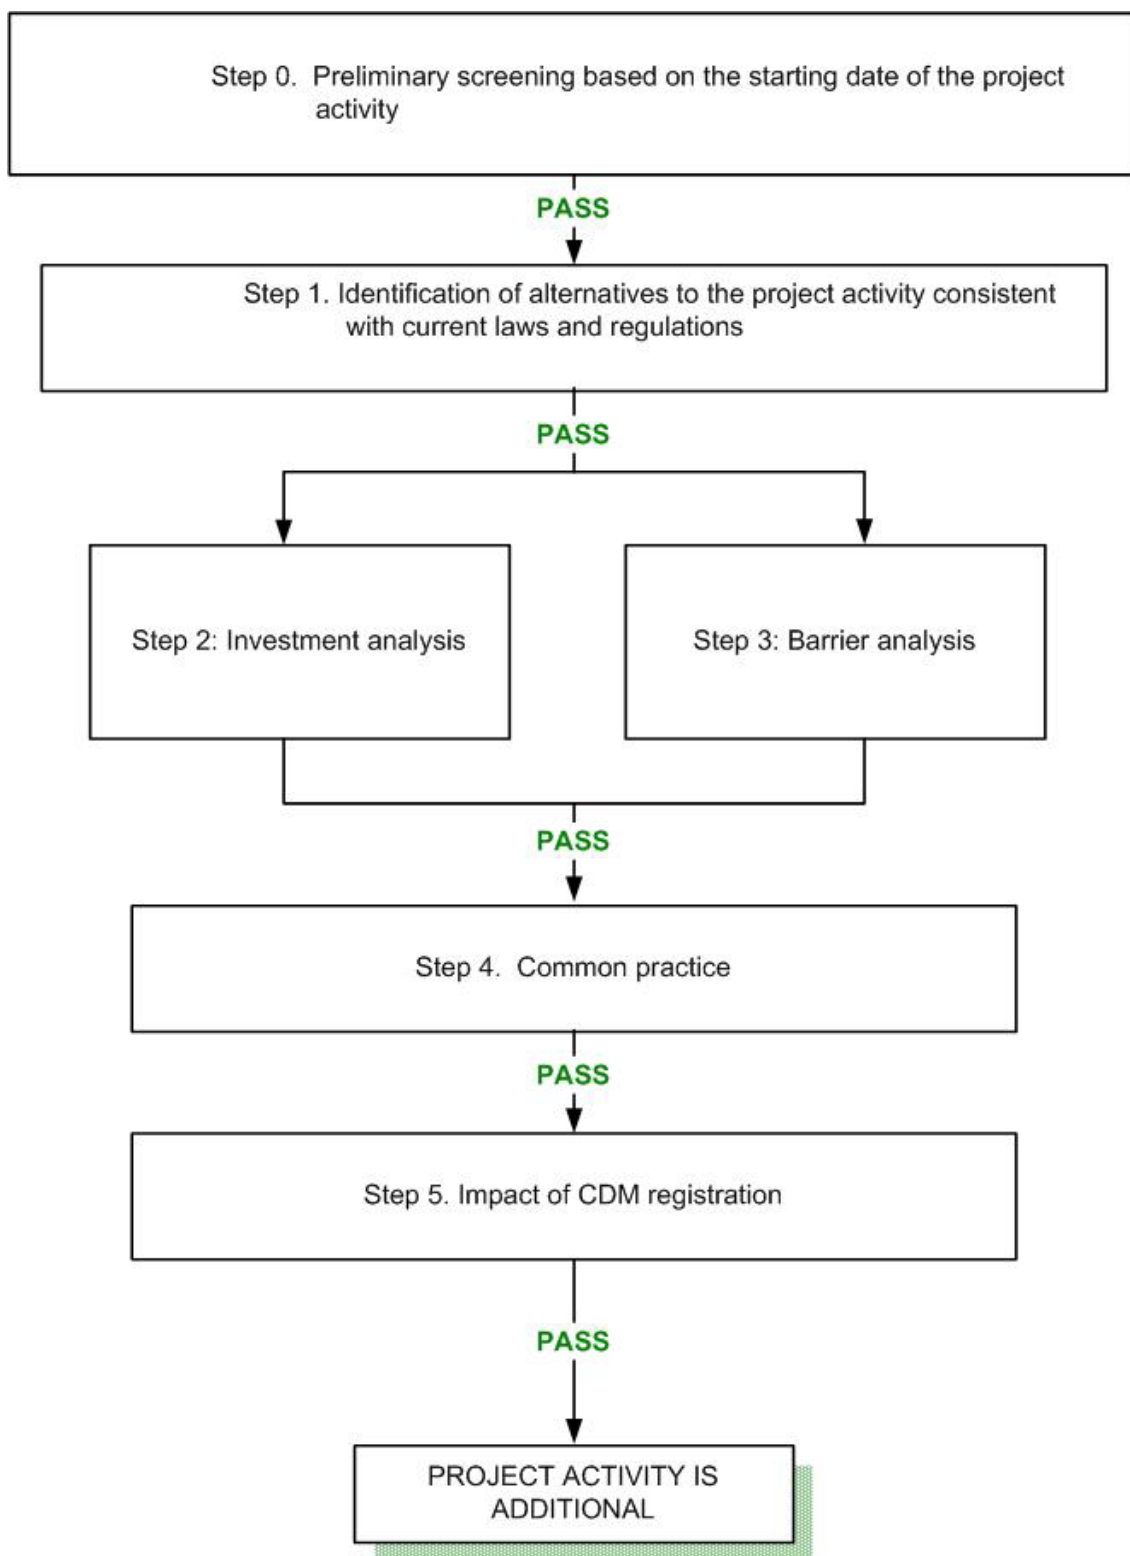 Step 0.  Preliminary screening based on the starting date of the project
activity
PASS
Step 1. Identification of alternatives to the project activity consistent
with current laws and regulations
PASS
Step 2: Investment analysis
Step 3: Barrier analysis
PASS
Step 4.  Common practice
PASS
Step 5. Impact of CDM registration
PASS
PROJECT ACTIVITY IS
ADDITIONAL